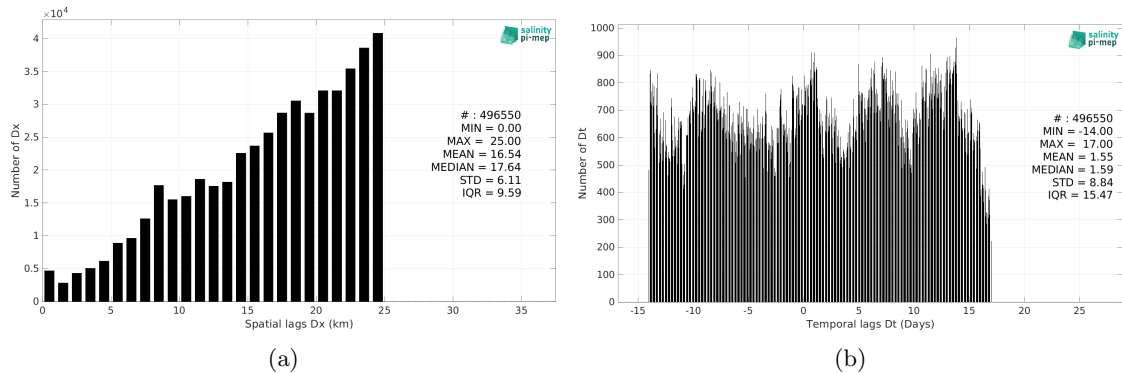 ×10^4
4
3.5
3
2.5
2
1.5
1
0.5
0
Number of Dx
0 5 10 15 20 25 30 35
Spatial lags Dx (km)
salinity
pi-mep
# : 496550
MIN = 0.00
MAX = 25.00
MEAN = 16.54
MEDIAN = 17.64
STD = 6.11
IQR = 9.59
(a)
1000
900
800
700
600
500
400
300
200
100
0
Number of Dt
-15 -10 -5 0 5 10 15 20 25
Temporal lags Dt (Days)
salinity
pi-mep
# : 496550
MIN = -14.00
MAX = 17.00
MEAN = 1.55
MEDIAN = 1.59
STD = 8.84
IQR = 15.47
(b)